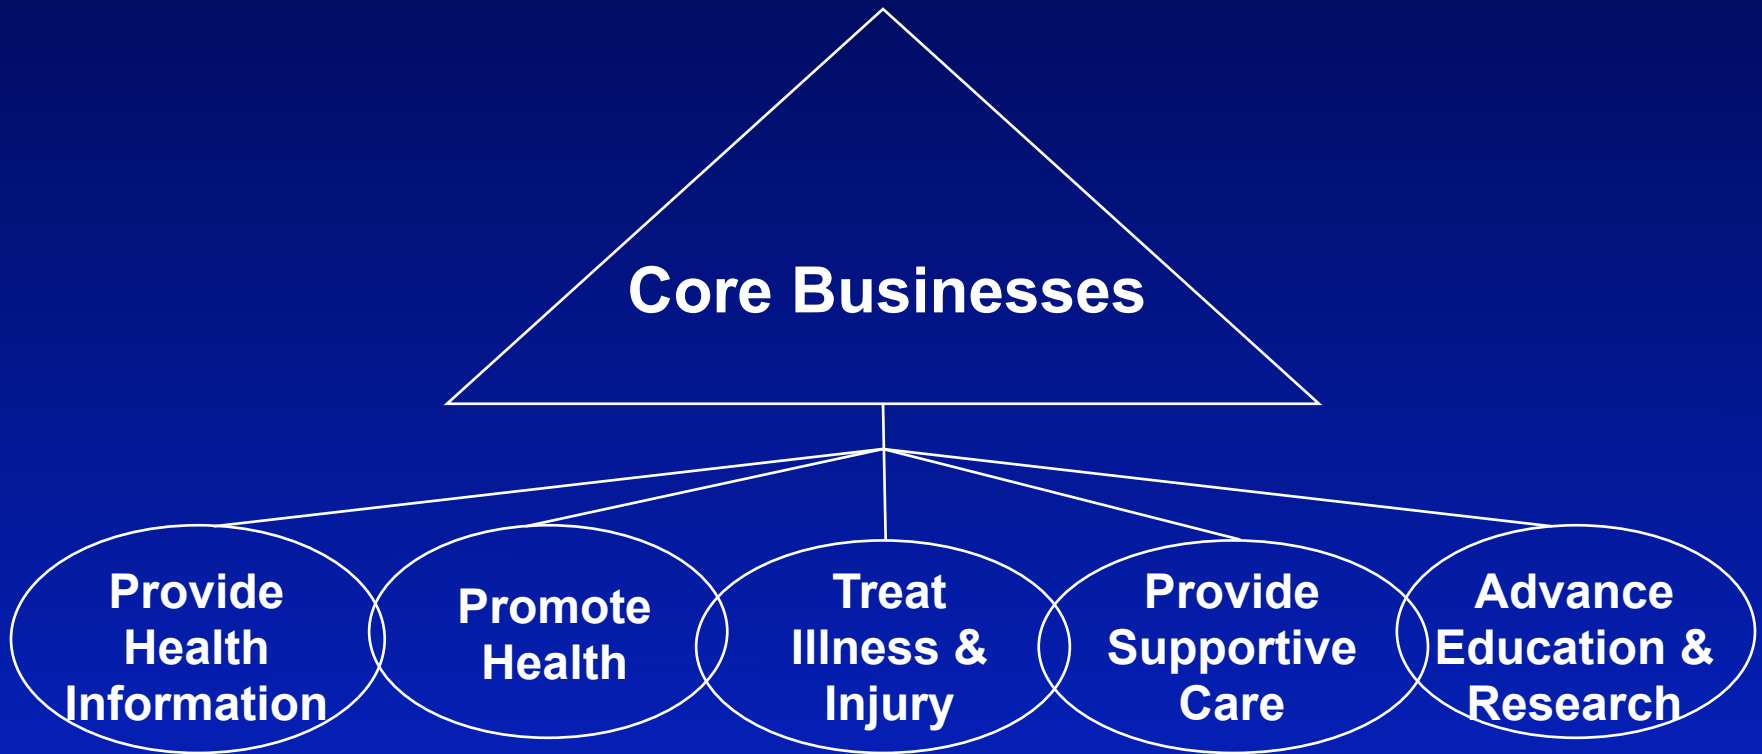 Core Businesses
Provide
Health
Information
Promote
Health
Treat
Illness &
Injury
Provide
Supportive
Care
Advance
Education &
Research